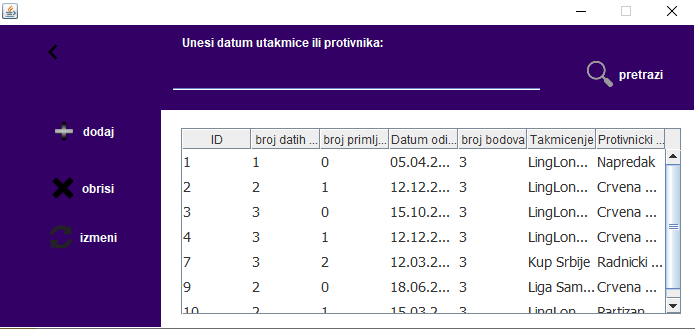 Unesi datum utakmice ili protivnika:
pretrazi
dodaj
obrisi
izmeni
ID broj datih ... broj primlj... Datum odi... broj bodova Takmicenje Protivnicki ...
1 1 0 05.04.2... 3 LingLon... Napredak
2 2 1 12.12.2... 3 LingLon... Crvena ...
3 3 0 15.10.2... 3 LingLon... Crvena ...
4 3 1 12.12.2... 3 LingLon... Crvena ...
7 3 2 12.03.2... 3 Kup Srbije Radnicki ...
9 2 0 18.06.2... 3 Liga Sam... Crvena ...
10 2 1 15.03.2... 3 LingLon... Partizan